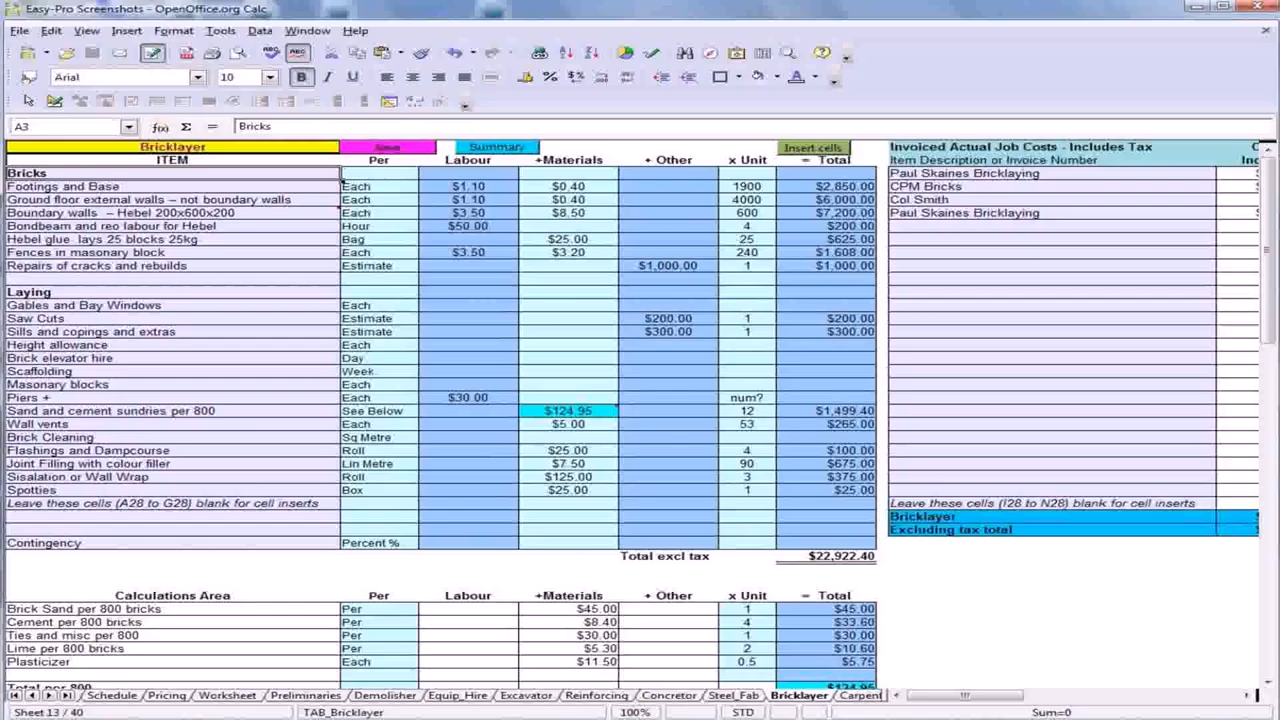 Easy-Pro Screenshots - OpenOffice.org Calc
File Edit View Insert Format Tools Data Window Help
Arial 10
A3 Bricks
Bricklayer Summary Insert cells Invoiced Actual Job Costs - Includes Tax
ITEM Per Labour +Materials + Other x Unit = Total Item Description or Invoice Number
Bricks Paul Skaines Bricklaying
Footings and Base Each $1.10 $0.40 1900 $2,850.00 CPM Bricks
Ground floor external walls – not boundary walls Each $1.10 $0.40 4000 $6,000.00 Col Smith
Boundary walls – Hebel 200x600x200 Each $3.50 $8.50 600 $7,200.00 Paul Skaines Bricklaying
Bondbeam and reo labour for Hebel Hour $50.00 4 $200.00
Hebel glue lays 25 blocks 25kg Bag $25.00 25 $625.00
Fences in masonary block Each $3.50 $3.20 240 $1,608.00
Repairs of cracks and rebuilds Estimate $1,000.00 1 $1,000.00
Laying
Gables and Bay Windows Each
Saw Cuts Estimate $200.00 1 $200.00
Sills and copings and extras Estimate $300.00 1 $300.00
Height allowance Each
Brick elevator hire Day
Scaffolding Week
Masonary blocks Each
Piers + Each $30.00 num?
Sand and cement sundries per 800 See Below $124.95 12 $1,499.40
Wall vents Each $5.00 53 $265.00
Brick Cleaning Sq Metre
Flashings and Dampcourse Roll $25.00 4 $100.00
Joint Filling with colour filler Lin Metre $7.50 90 $675.00
Sisalation or Wall Wrap Roll $125.00 3 $375.00
Spotties Box $25.00 1 $25.00
Leave these cells (A28 to G28) blank for cell inserts Leave these cells (I28 to N28) blank for cell inserts
Bricklayer
Excluding tax total
Contingency Percent %
Total excl tax $22,922.40
Calculations Area Per Labour +Materials + Other x Unit = Total
Brick Sand per 800 bricks Per $45.00 1 $45.00
Cement per 800 bricks Per $8.40 4 $33.60
Ties and misc per 800 Per $30.00 1 $30.00
Lime per 800 bricks Per $5.30 2 $10.60
Plasticizer Each $11.50 0.5 $5.75
Total per 800 $124.95
Schedule Pricing Worksheet Preliminaries Demolisher Equip_Hire Excavator Reinforcing Concretor Steel_Fab Bricklayer Carpent
Sheet 13 / 40 TAB_Bricklayer 100% STD Sum=0